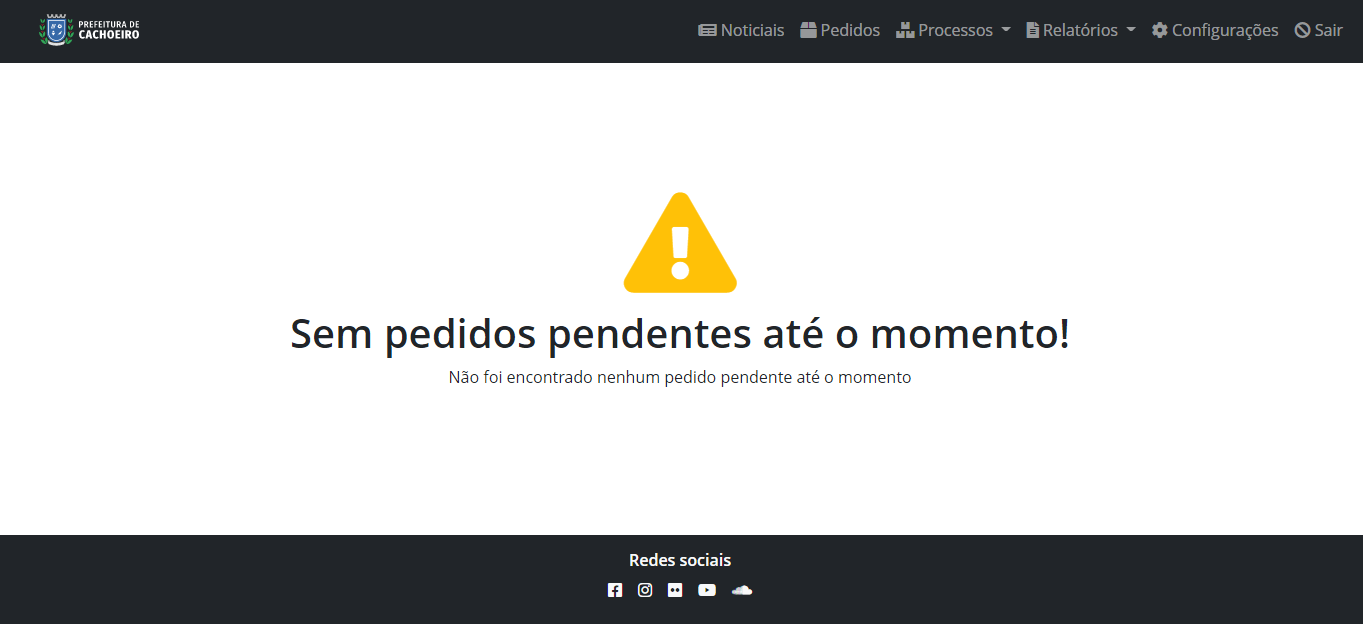 PREFEITURA DE
CACHOEIRO
Noticiais Pedidos Processos Relatórios Configurações Sair
Sem pedidos pendentes até o momento!
Não foi encontrado nenhum pedido pendente até o momento
Redes sociais